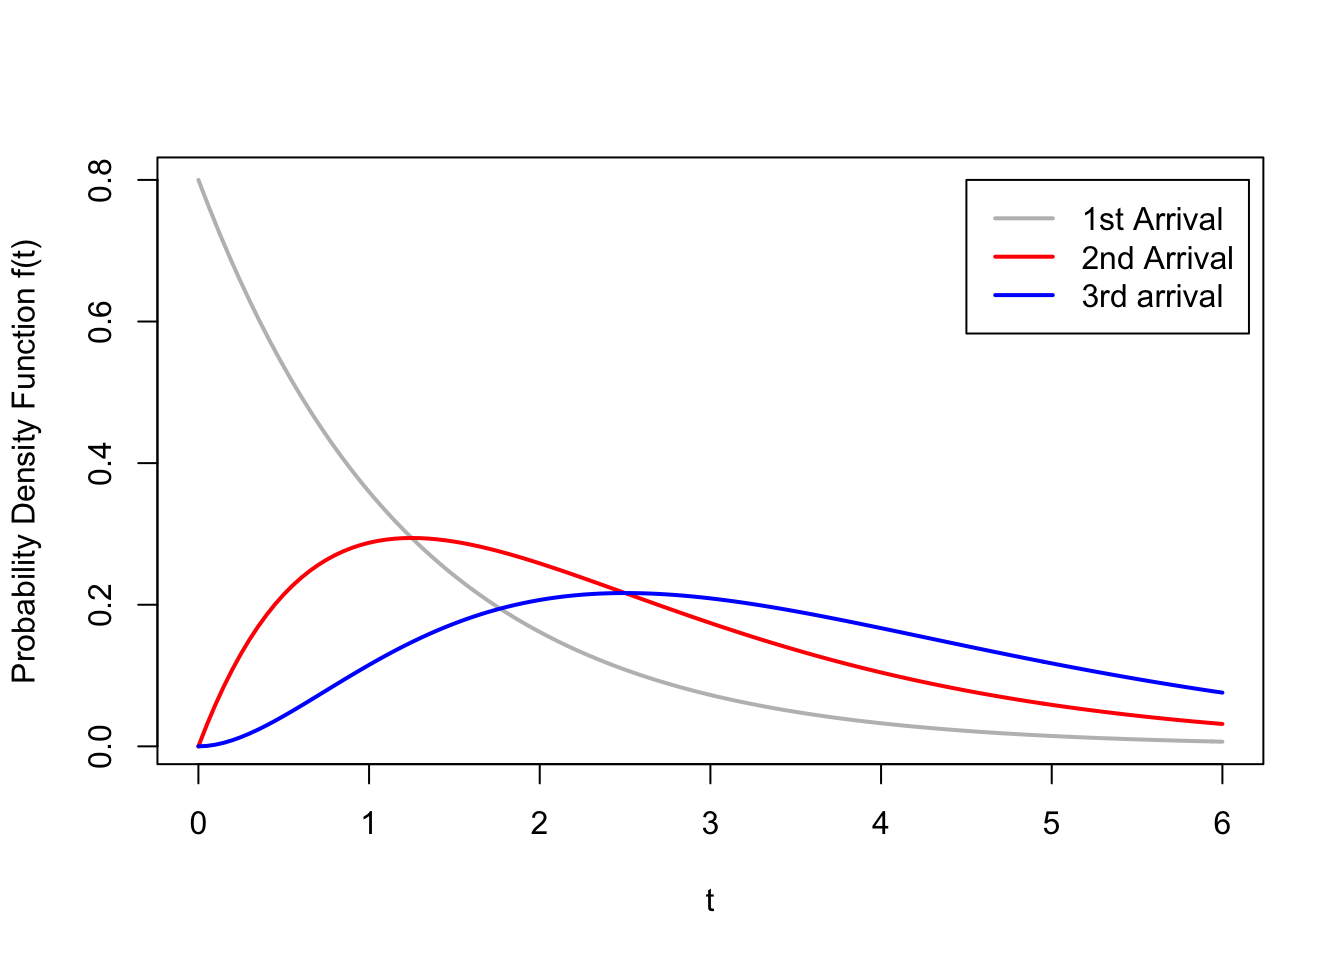 Probability Density Function f(t)
0.8
0.6
0.4
0.2
0.0
1st Arrival
2nd Arrival
3rd arrival
0 1 2 3 4 5 6
t